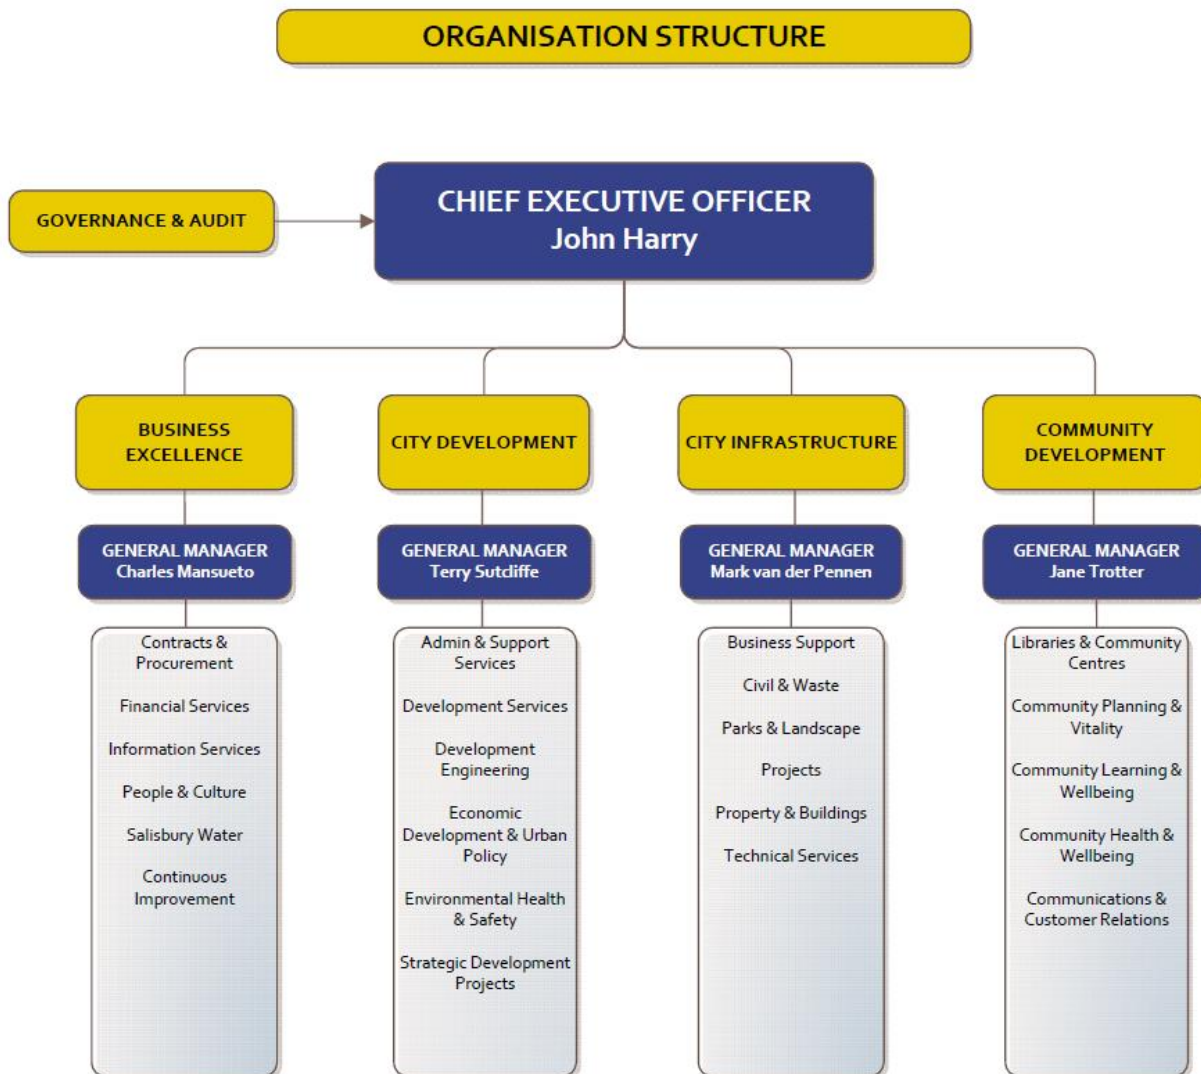 ORGANISATION STRUCTURE
GOVERNANCE & AUDIT
CHIEF EXECUTIVE OFFICER
John Harry
BUSINESS
EXCELLENCE
GENERAL MANAGER
Charles Mansueto
Contracts &
Procurement
Financial Services
Information Services
People & Culture
Salisbury Water
Continuous
Improvement
CITY DEVELOPMENT
GENERAL MANAGER
Terry Sutcliffe
Admin & Support
Services
Development Services
Development
Engineering
Economic
Development & Urban
Policy
Environmental Health
& Safety
Strategic Development
Projects
CITY INFRASTRUCTURE
GENERAL MANAGER
Mark van der Pennen
Business Support
Civil & Waste
Parks & Landscape
Projects
Property & Buildings
Technical Services
COMMUNITY
DEVELOPMENT
GENERAL MANAGER
Jane Trotter
Libraries & Community
Centres
Community Planning &
Vitality
Community Learning &
Wellbeing
Community Health &
Wellbeing
Communications &
Customer Relations